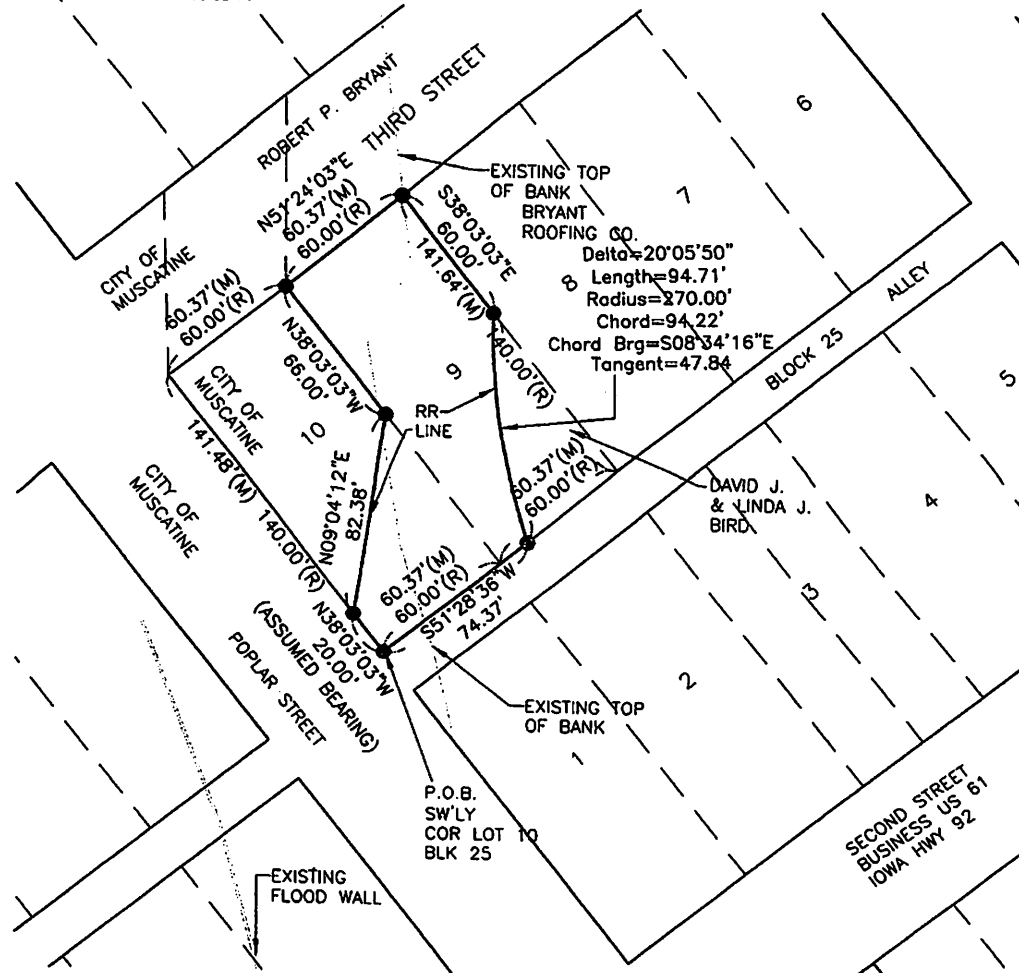 ROBERT P. BRYANT
THIRD STREET
6
7
8
9
10
EXISTING TOP
OF BANK
BRYANT
ROOFING CO.
Delta=20°05'50"
Length=94.71'
Radius=270.00'
Chord=94.22'
Chord Brg=S08°34'16"E
Tangent=47.84
N51°24'03"E
60.37'(M)
60.00'(R)
S38°03'03"E
60.00'
141.64'(M)
140.00'(R)
CITY OF
MUSCATINE
60.37'(M)
60.00'(R)
N38°03'03"W
66.00'
CITY OF
MUSCATINE
RR
LINE
ALLEY
BLOCK 25
5
4
3
2
1
141.48'(M)
140.00'(R)
N09°04'12"E
82.38'
60.37'(M)
60.00'(R)
DAVID J.
& LINDA J.
BIRD
CITY OF
MUSCATINE
60.37'(M)
60.00'(R)
S51°28'36"W
74.37'
N38°03'03"W
20.00'
(ASSUMED BEARING)
POPLAR STREET
EXISTING TOP
OF BANK
P.O.B.
SW'LY
COR LOT 10
BLK 25
SECOND STREET
BUSINESS US 61
IOWA HWY 92
EXISTING
FLOOD WALL